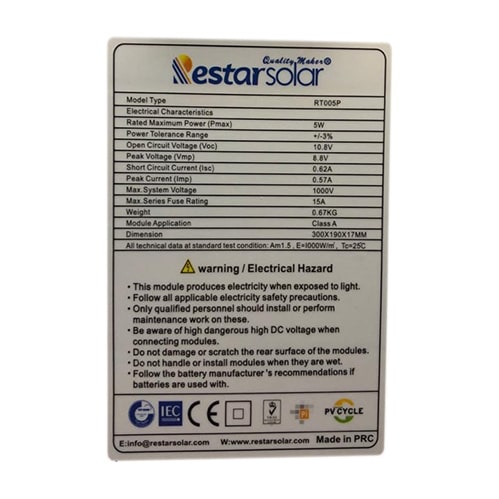 Quality Maker®
Restarsolar
Model Type RT005P
Electrical Characteristics
Rated Maximum Power (Pmax) 5W
Power Tolerance Range +/-3%
Open Circuit Voltage (Voc) 10.8V
Peak Voltage (Vmp) 8.8V
Short Circuit Current (Isc) 0.62A
Peak Current (Imp) 0.57A
Max.System Voltage 1000V
Max.Series Fuse Rating 15A
Weight 0.67KG
Module Application Class A
Dimension 300X190X17MM
All technical data at standard test condition: Am1.5 , E=1000W/㎡, Tc=25℃
warning / Electrical Hazard
• This module produces electricity when exposed to light.
• Follow all applicable electricity safety precautions.
• Only qualified personnel should install or perform
maintenance work on these.
• Be aware of high dangerous high DC voltage when
connecting modules.
• Do not damage or scratch the rear surface of the modules.
• Do not handle or install modules when they are wet.
• Follow the battery manufacturer 's recommendations if
batteries are used with.
IEC CE PV CYCLE
E:info@restarsolar.com W:www.restarsolar.com Made in PRC